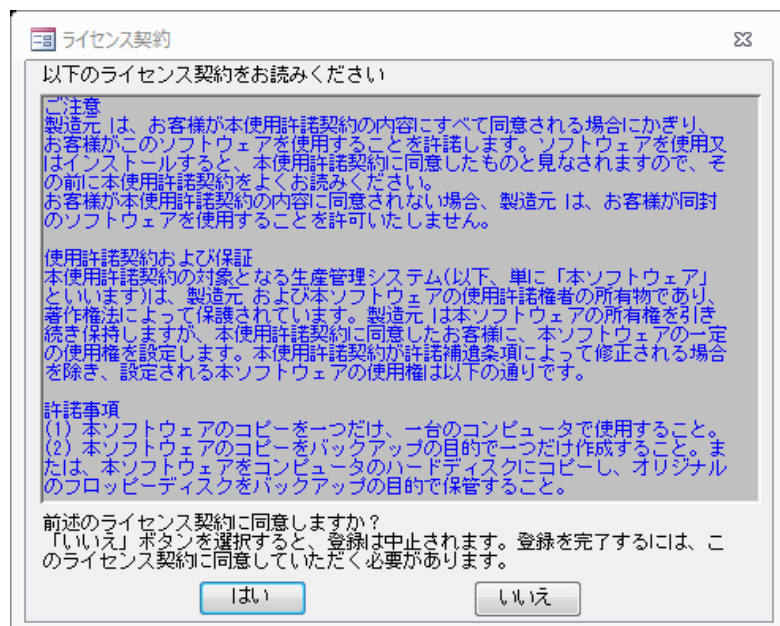 ライセンス契約
以下のライセンス契約をお読みください
ご注意
製造元 は、お客様が本使用許諾契約の内容にすべて同意される場合にかぎり、
お客様がこのソフトウェアを使用することを許諾します。ソフトウェアを使用又
はインストールすると、本使用許諾契約に同意したものと見なされますので、そ
の前に本使用許諾契約をよくお読みください。
お客様が本使用許諾契約の内容に同意されない場合、製造元 は、お客様が同封
のソフトウェアを使用することを許可いたしません。
使用許諾契約および保証
本使用許諾契約の対象となる生産管理システム(以下、単に「本ソフトウェア」
といいます)は、製造元 および本ソフトウェアの使用許諾権者の所有物であり、
著作権法によって保護されています。製造元 は本ソフトウェアの所有権を引き
続き保持しますが、本使用許諾契約に同意したお客様に、本ソフトウェアの一定
の使用権を設定します。本使用許諾契約が許諾補遺条項によって修正される場合
を除き、設定される本ソフトウェアの使用権は以下の通りです。
許諾事項
(1) 本ソフトウェアのコピーを一つだけ、一台のコンピュータで使用すること。
(2) 本ソフトウェアのコピーをバックアップの目的で一つだけ作成すること。ま
たは、本ソフトウェアをコンピュータのハードディスクにコピーし、オリジナル
のフロッピーディスクをバックアップの目的で保管すること。
前述のライセンス契約に同意しますか？
「いいえ」ボタンを選択すると、登録は中止されます。登録を完了するには、こ
のライセンス契約に同意していただく必要があります。
はい
いいえ